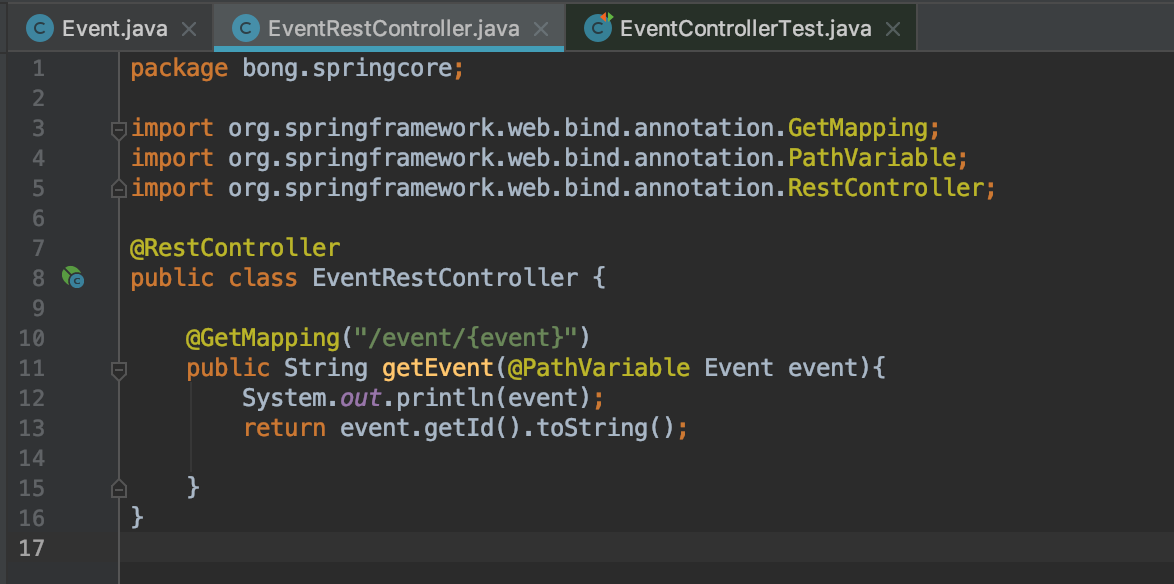 Event.java
EventRestController.java
EventControllerTest.java
1 package bong.springcore;
2
3 import org.springframework.web.bind.annotation.GetMapping;
4 import org.springframework.web.bind.annotation.PathVariable;
5 import org.springframework.web.bind.annotation.RestController;
6
7 @RestController
8 public class EventRestController {
9
10     @GetMapping("/event/{event}")
11     public String getEvent(@PathVariable Event event){
12         System.out.println(event);
13         return event.getId().toString();
14
15     }
16 }
17